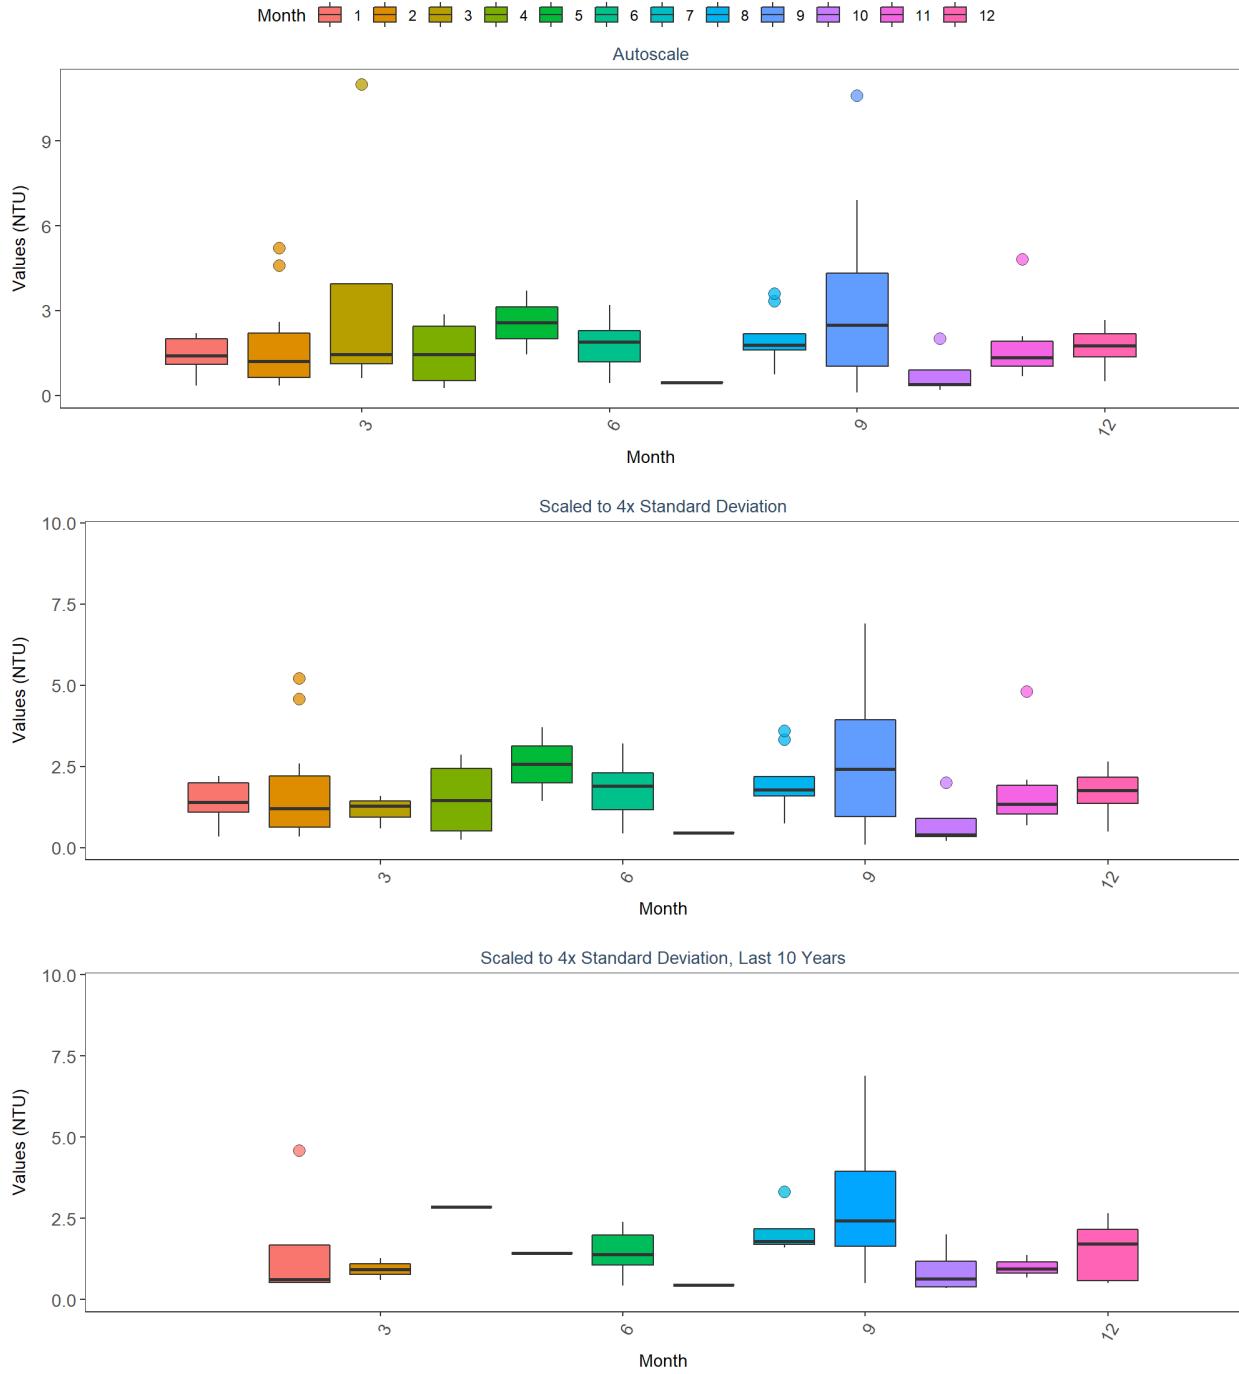 Month 1 2 3 4 5 6 7 8 9 10 11 12
Autoscale
Values (NTU)
9
6
3
0
3 6 9 12
Month
Scaled to 4x Standard Deviation
Values (NTU)
10.0
7.5
5.0
2.5
0.0
3 6 9 12
Month
Scaled to 4x Standard Deviation, Last 10 Years
Values (NTU)
10.0
7.5
5.0
2.5
0.0
3 6 9 12
Month